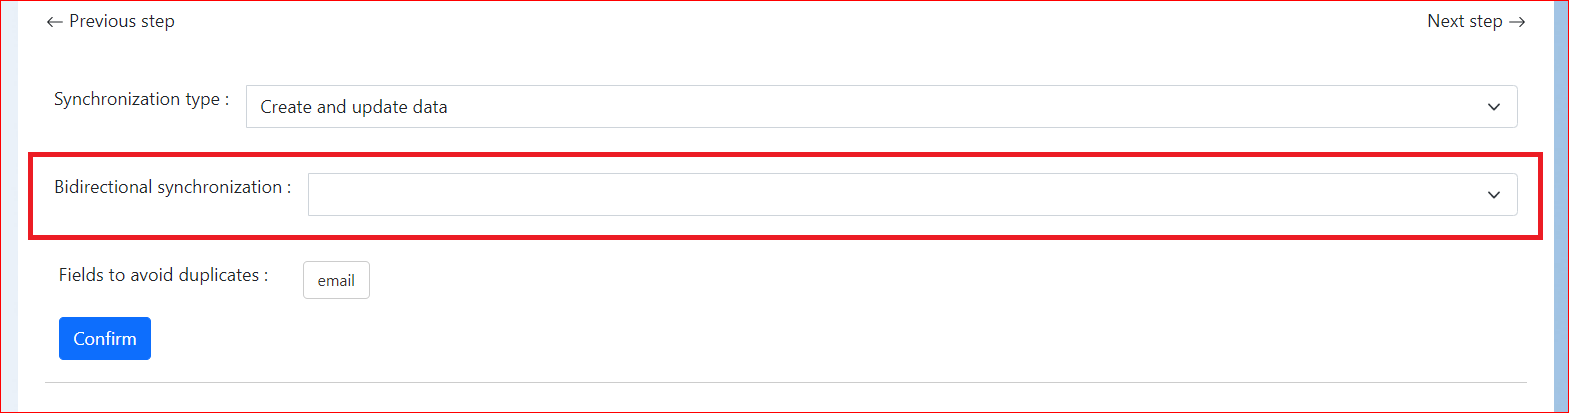 ← Previous step
Next step →
Synchronization type :
Create and update data
Bidirectional synchronization :
Fields to avoid duplicates :
email
Confirm